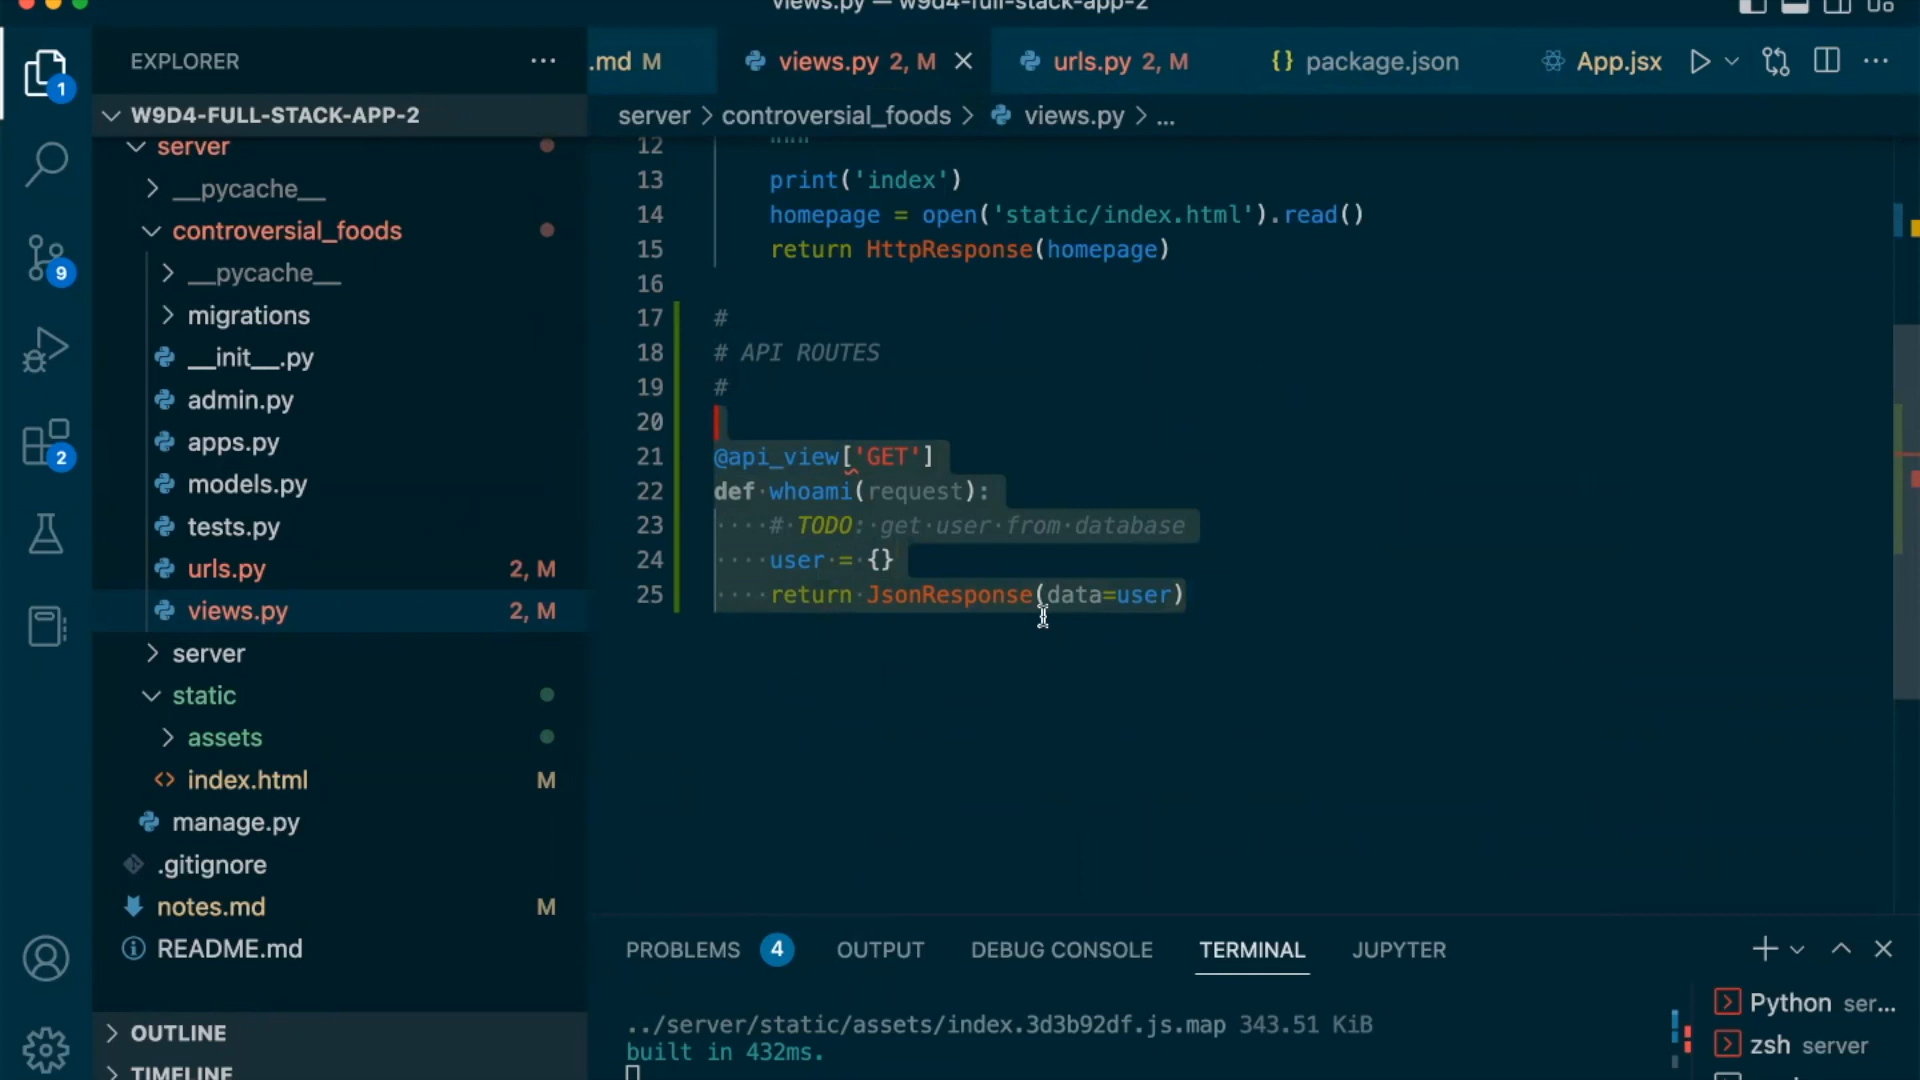 views.py — w9d4-full-stack-app-2
EXPLORER
.md M
views.py 2, M
urls.py 2, M
{} package.json
App.jsx
1
W9D4-FULL-STACK-APP-2
server > controversial_foods > views.py > ...
server
__pycache__
controversial_foods
__pycache__
migrations
__init__.py
admin.py
apps.py
models.py
tests.py
urls.py 2, M
views.py 2, M
server
static
assets
index.html M
manage.py
.gitignore
notes.md M
README.md
OUTLINE
TIMELINE
9
2
12 """
13 print('index')
14 homepage = open('static/index.html').read()
15 return HttpResponse(homepage)
16
17 #
18 # API ROUTES
19 #
20
21 @api_view['GET']
22 def·whoami(request):
23 ····#·TODO:·get·user·from·database
24 ····user·=·{}
25 ····return·JsonResponse(data=user)
PROBLEMS 4 OUTPUT DEBUG CONSOLE TERMINAL JUPYTER
../server/static/assets/index.3d3b92df.js.map 343.51 KiB
built in 432ms.
Python ser...
zsh server